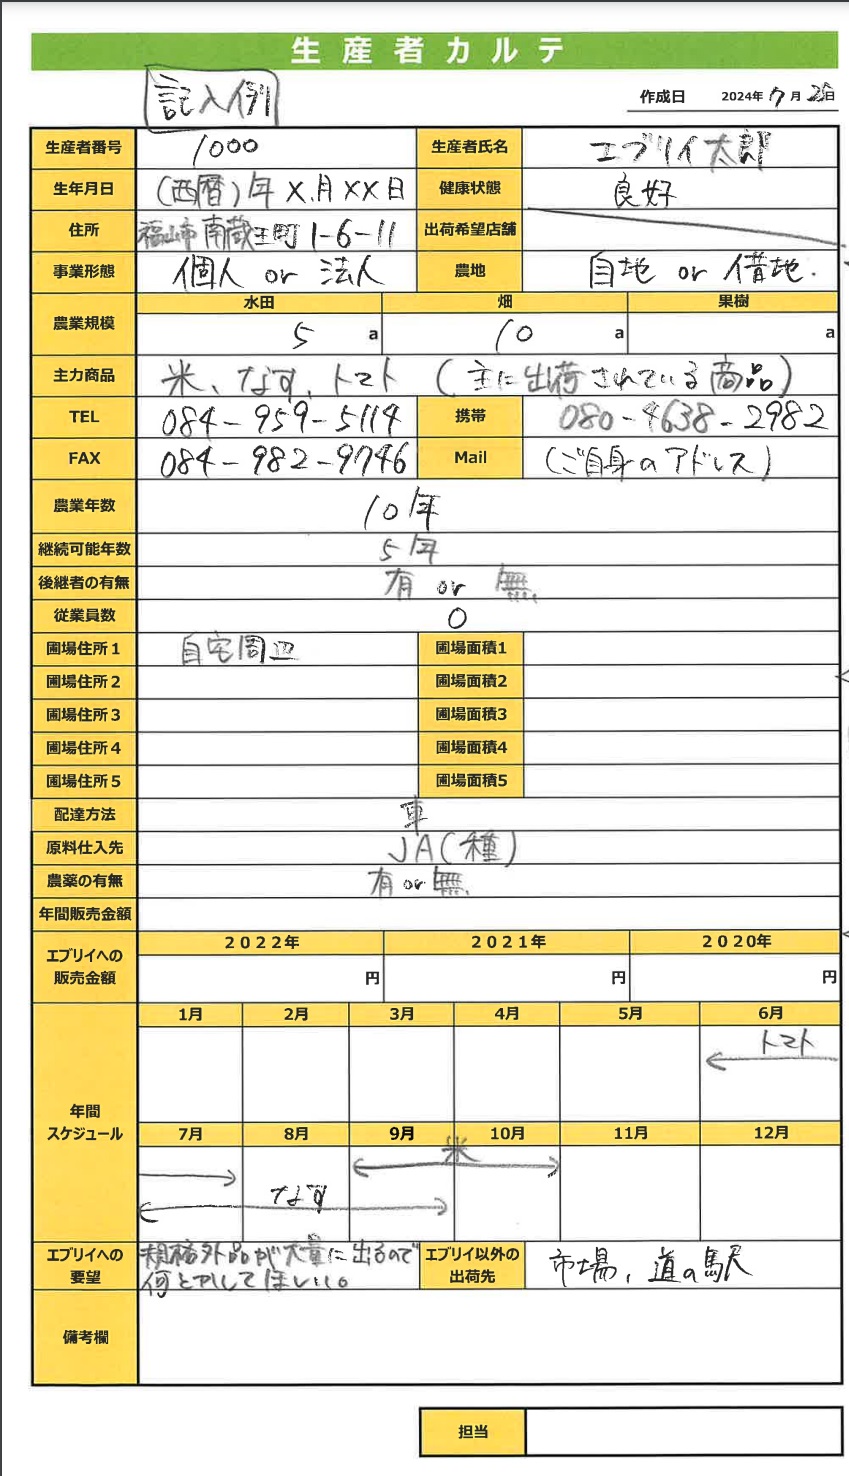 生産者カルテ
記入例
作成日 2024年 7月 25日
生産者番号 1000 生産者氏名 エブリイ太郎
生年月日 (西暦)年 X.月 XX日 健康状態 良好
住所 福山市南蔵王町1-6-11 出荷希望店舗
事業形態 個人 or 法人 農地 自地 or 借地.
農業規模 水田 畑 果樹
5 a 10 a a
主力商品 米、なす、トマト (主に出荷されている商品)
TEL 084-959-5114 携帯 080-4638-2982
FAX 084-982-9746 Mail (ご自身のアドレス)
農業年数 10年
継続可能年数 5年
後継者の有無 有 or 無
従業員数 0
圃場住所1 自宅周辺 圃場面積1
圃場住所2 圃場面積2
圃場住所3 圃場面積3
圃場住所4 圃場面積4
圃場住所5 圃場面積5
配達方法 車
原料仕入先 JA(種)
農薬の有無 有or無
年間販売金額
エブリイへの
販売金額
2022年 2021年 2020年
円 円 円
年間
スケジュール
1月 2月 3月 4月 5月 6月
トマト
7月 8月 9月 10月 11月 12月
米
なす
エブリイへの
要望
規格外品が大量に出るので
何とかしてほしい。
エブリイ以外の
出荷先
市場、道の駅
備考欄
担当